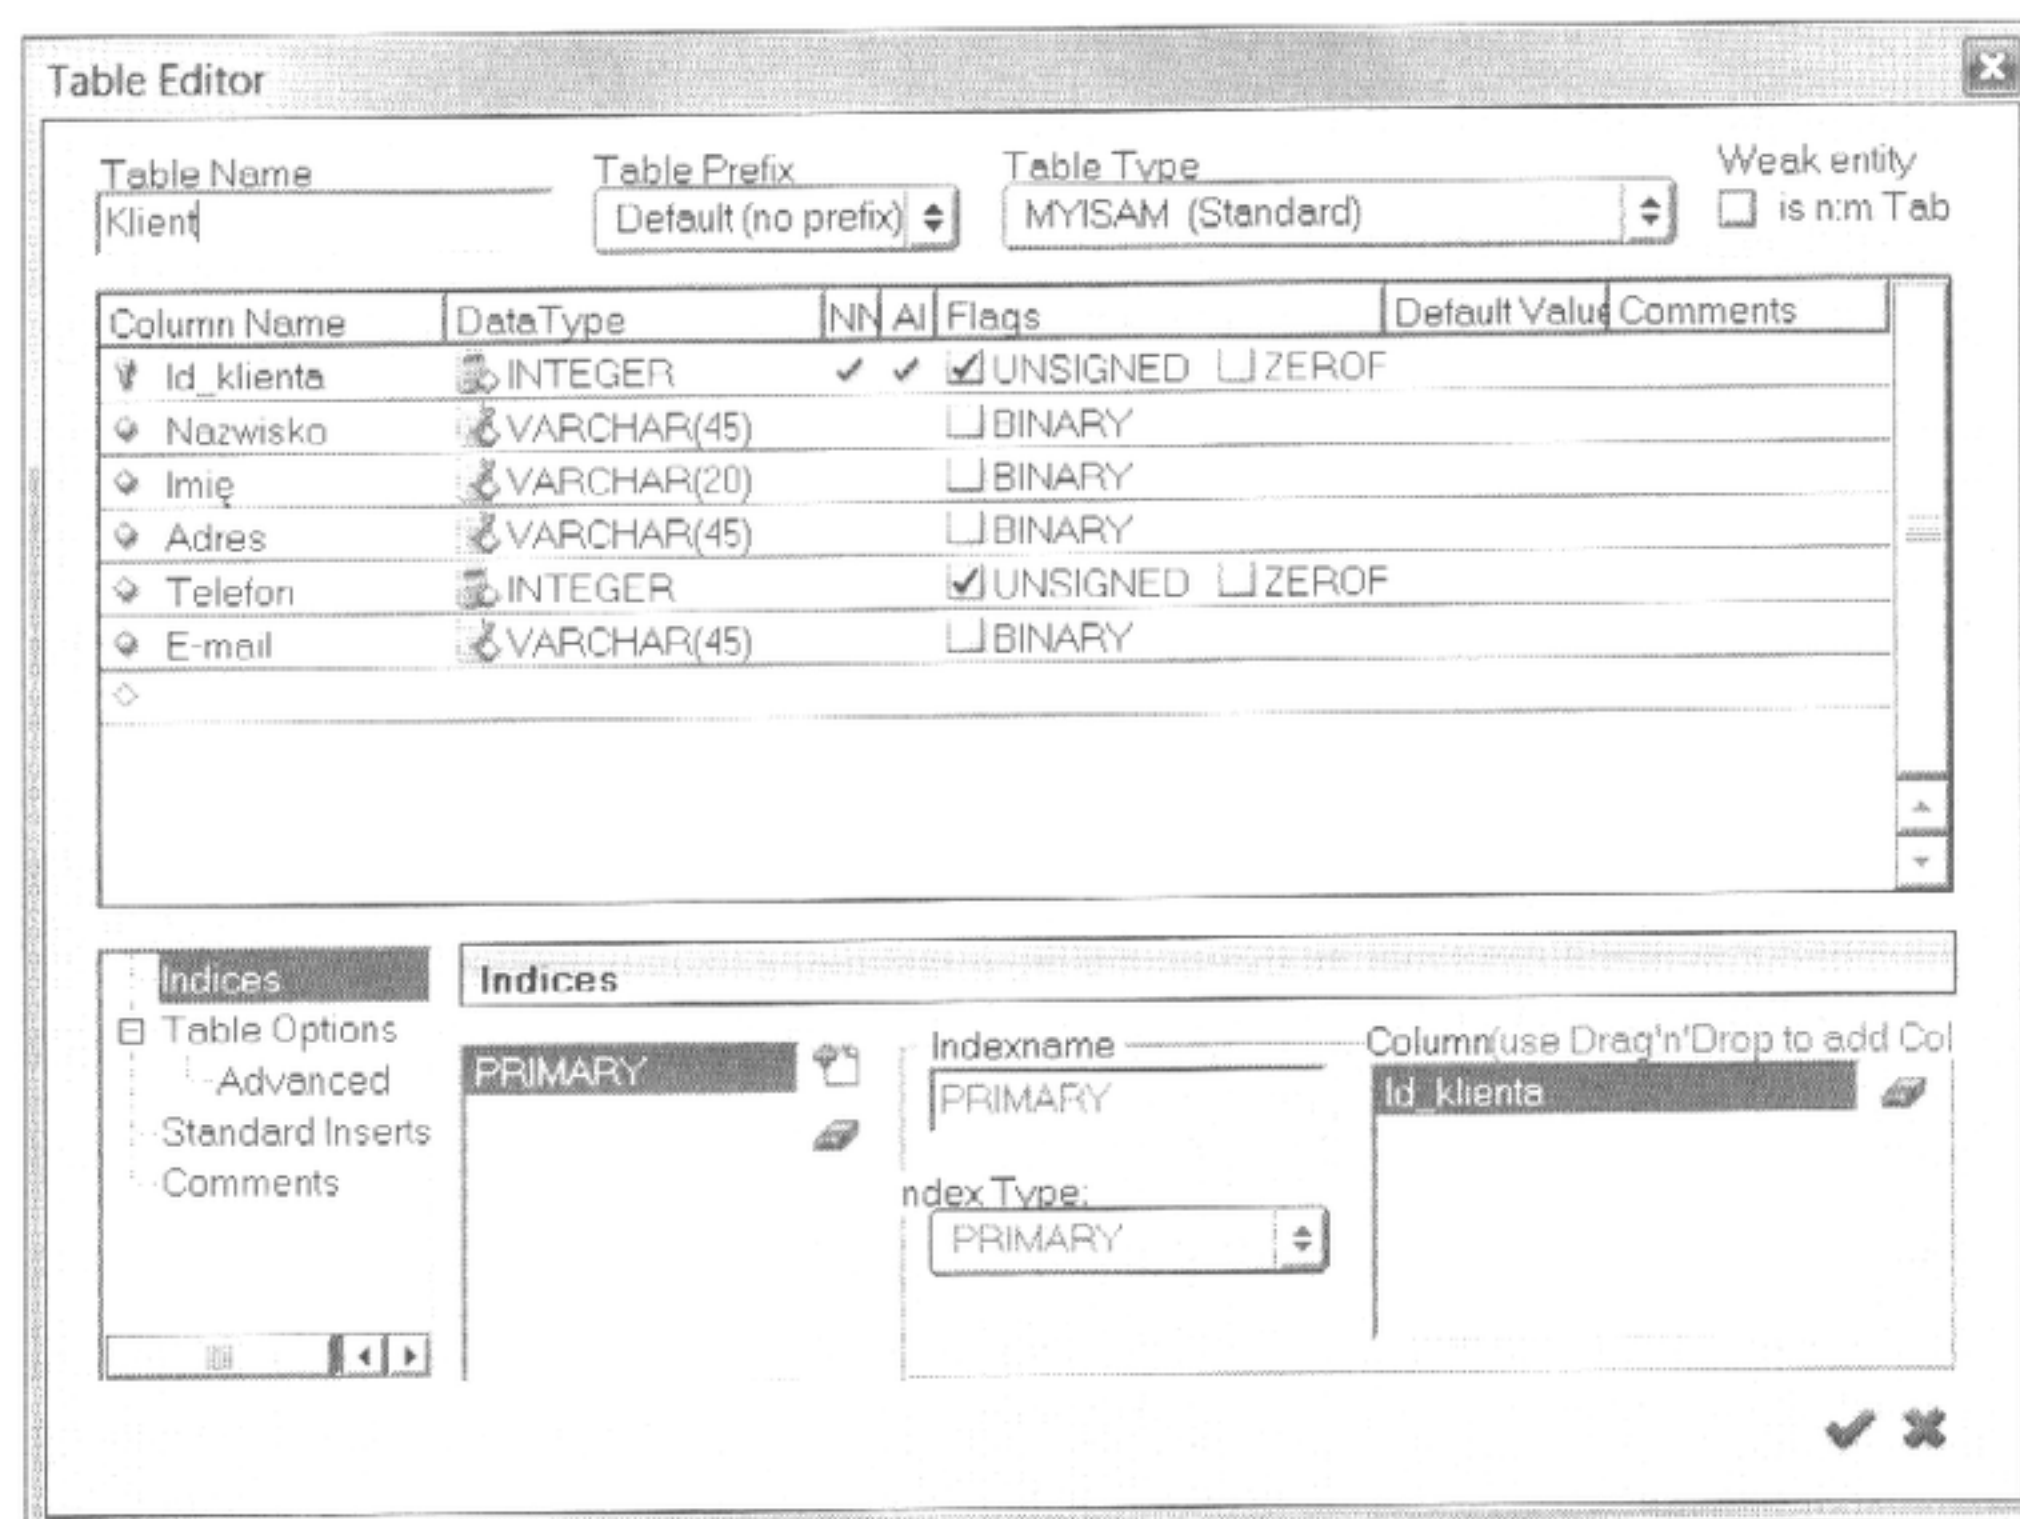 Table Editor
Table Name Table Prefix Table Type Weak entity
Klient Default (no prefix) MYISAM (Standard) is n:m Tab
Column Name DataType NN AI Flags Default Value Comments
Id_klienta INTEGER UNSIGNED ZEROF
Nazwisko VARCHAR(45) BINARY
Imię VARCHAR(20) BINARY
Adres VARCHAR(45) BINARY
Telefon INTEGER UNSIGNED ZEROF
E-mail VARCHAR(45) BINARY
Indices
Table Options
Advanced
Standard Inserts
Comments
Indices
PRIMARY
Indexname
PRIMARY
ndex Type:
PRIMARY
Column(use Drag'n'Drop to add Col
Id_klienta